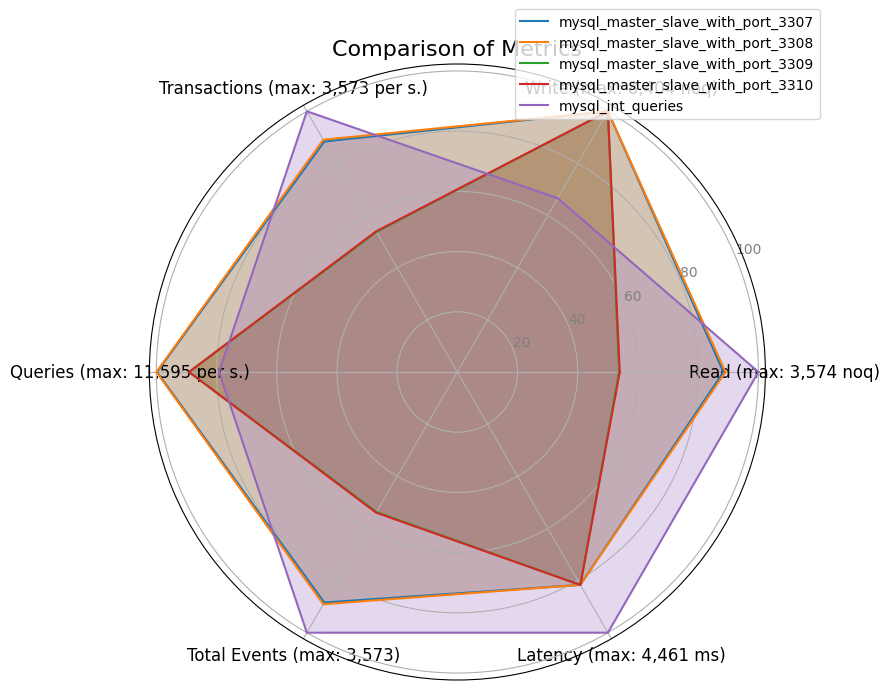 mysql_master_slave_with_port_3307
mysql_master_slave_with_port_3308
mysql_master_slave_with_port_3309
mysql_master_slave_with_port_3310
mysql_int_queries
Comparison of Metrics
Transactions (max: 3,573 per s.)
100
80
60
40
20
Queries (max: 11,595 per s.)
Read (max: 3,574 noq)
Total Events (max: 3,573)
Latency (max: 4,461 ms)